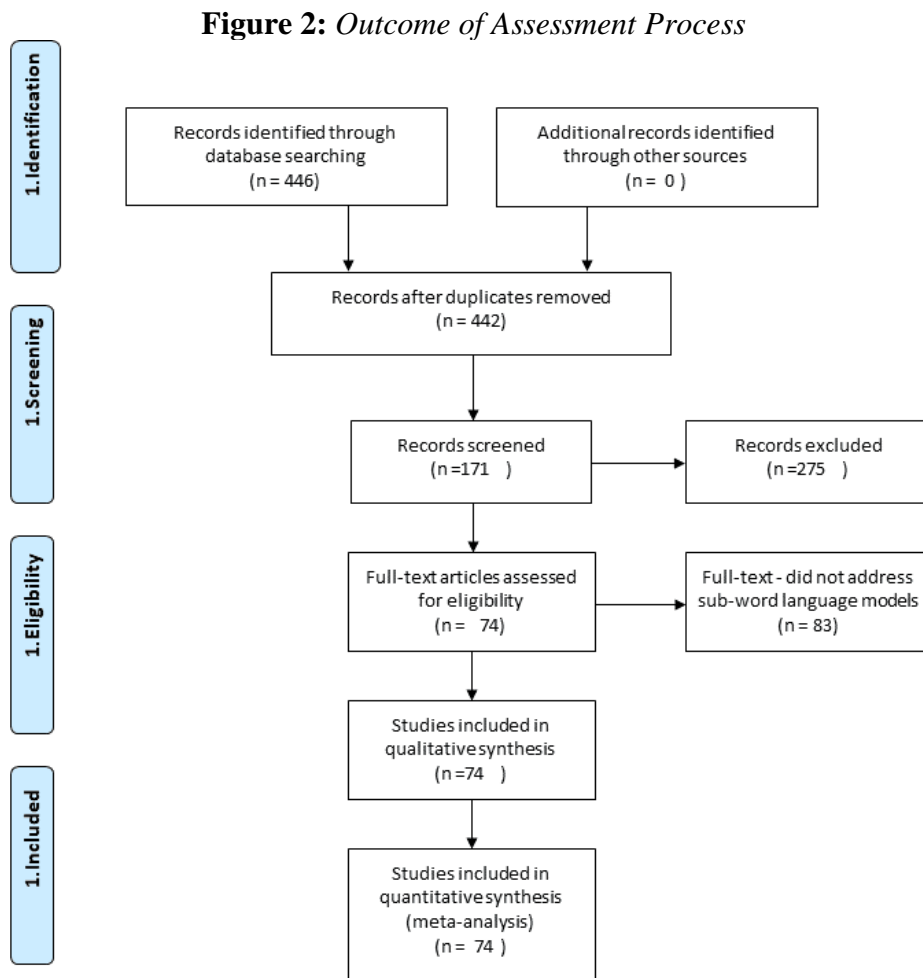 Figure 2: Outcome of Assessment Process
1.Identification
Records identified through
database searching
(n = 446)
Additional records identified
through other sources
(n =  0  )
Records after duplicates removed
(n = 442)
1.Screening
Records screened
(n =171   )
Records excluded
(n =275    )
1.Eligibility
Full-text articles assessed
for eligibility
(n =   74)
Full-text - did not address
sub-word language models
(n = 83)
Studies included in
qualitative synthesis
(n =74   )
1.Included
Studies included in
quantitative synthesis
(meta-analysis)
(n =  74 )